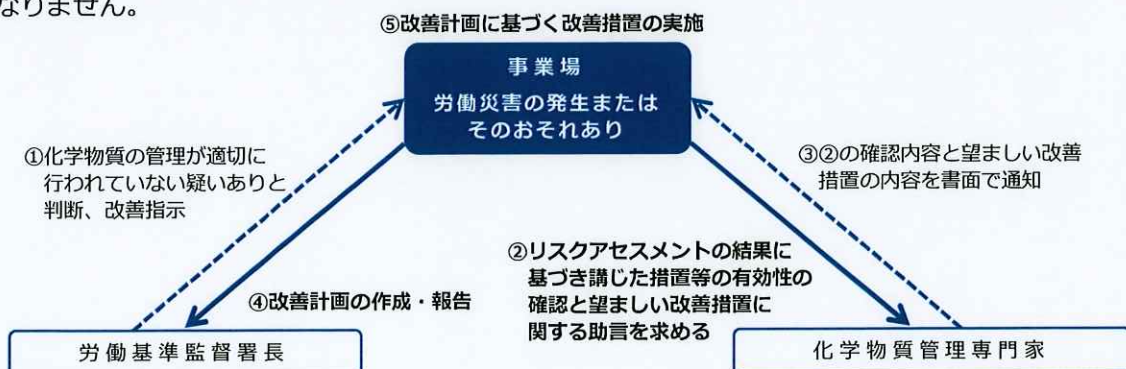 なりません。
⑤改善計画に基づく改善措置の実施
事業場
労働災害の発生または
そのおそれあり
①化学物質の管理が適切に
行われていない疑いありと
判断、改善指示
③②の確認内容と望ましい改善
措置の内容を書面で通知
②リスクアセスメントの結果に
基づき講じた措置等の有効性の
確認と望ましい改善措置に
関する助言を求める
④改善計画の作成・報告
労働基準監督署長
化学物質管理専門家